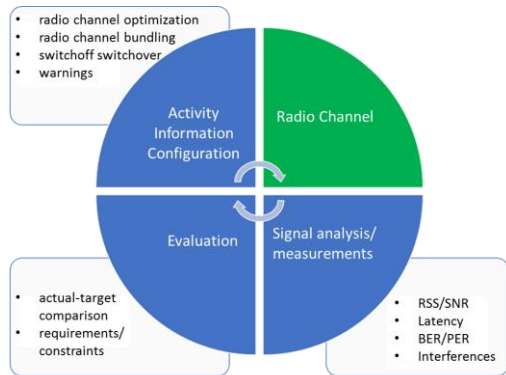 • radio channel optimization
• radio channel bundling
• switchoff switchover
• warnings
Activity
Information
Configuration
Radio Channel
Evaluation
Signal analysis/
measurements
• actual-target
comparison
• requirements/
constraints
• RSS/SNR
• Latency
• BER/PER
• Interferences